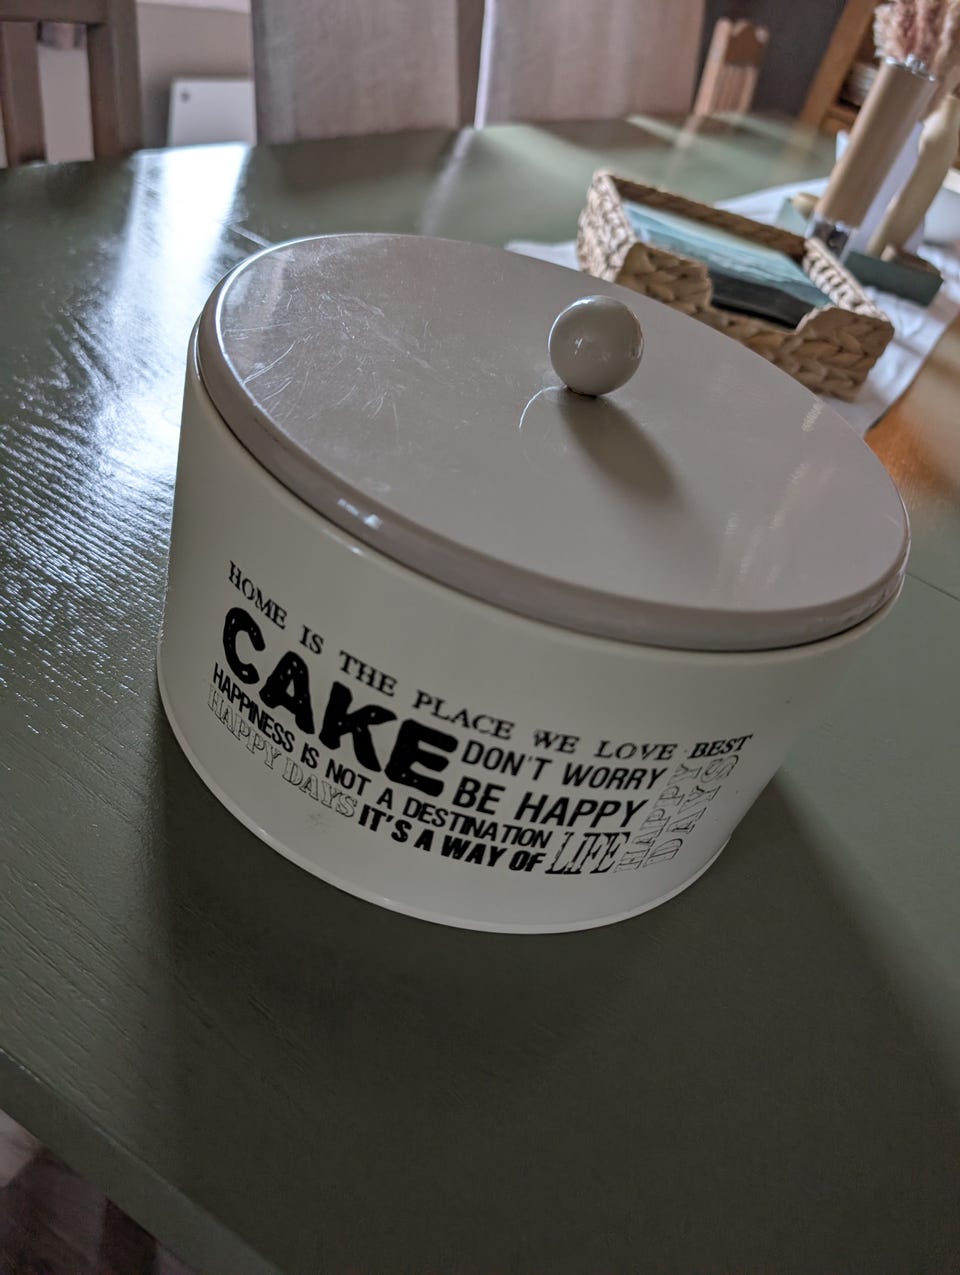 HOME IS THE PLACE WE LOVE BEST
CAKE
DON'T WORRY
BE HAPPY
HAPPINESS IS NOT A DESTINATION
HAPPY DAYS
IT'S A WAY OF LIFE
HAPPY
DAYS